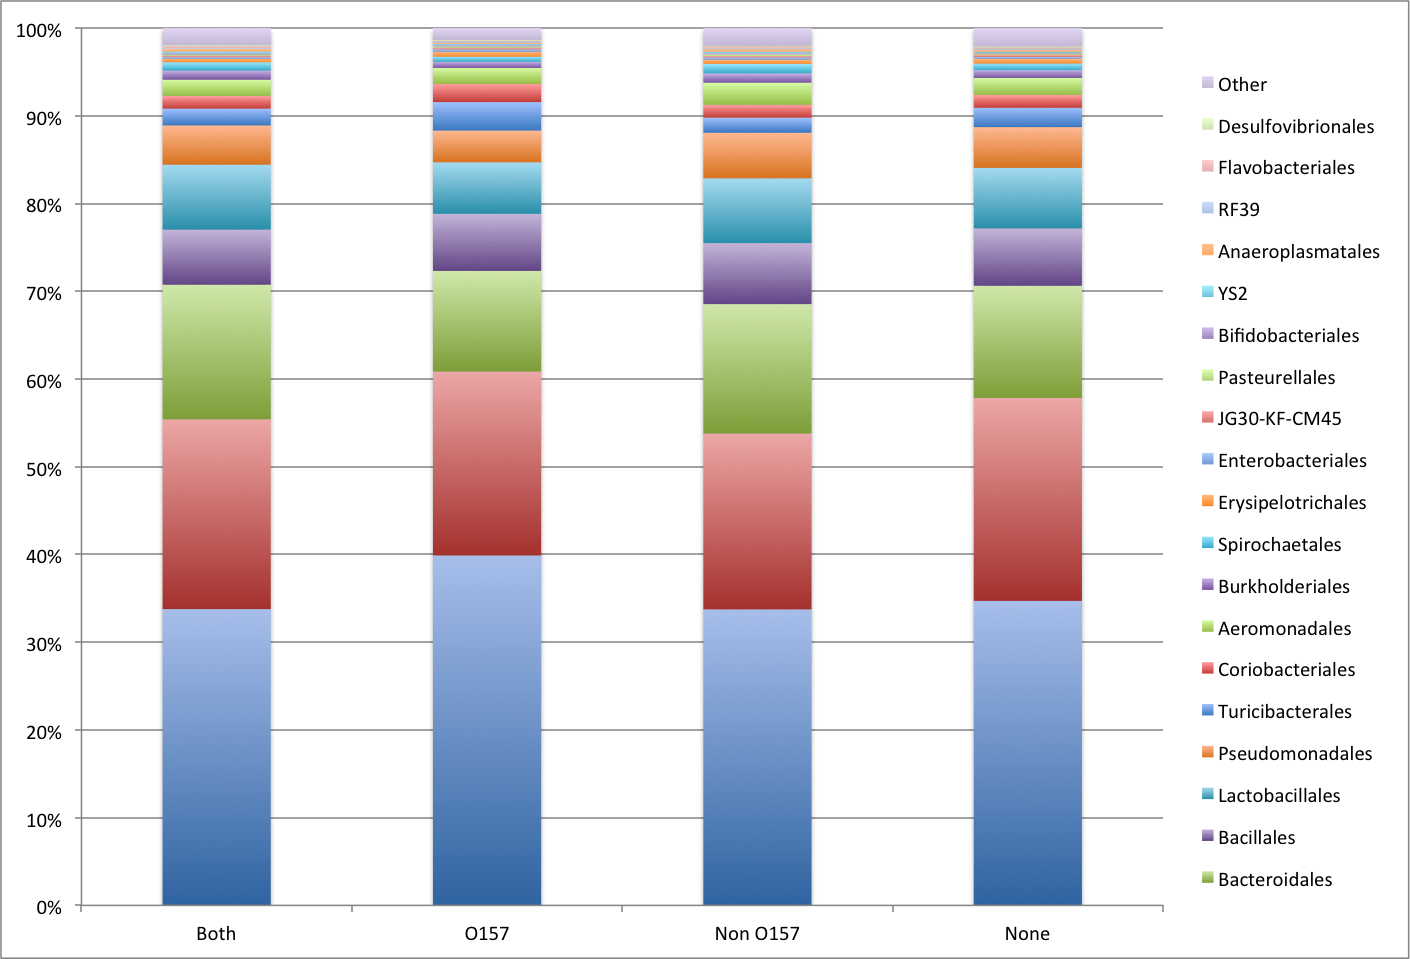 100%
90%
80%
70%
60%
50%
40%
30%
20%
10%
0%
Both
O157
Non O157
None
Other
Desulfovibrionales
Flavobacteriales
RF39
Anaeroplasmatales
YS2
Bifidobacteriales
Pasteurellales
JG30-KF-CM45
Enterobacteriales
Erysipelotrichales
Spirochaetales
Burkholderiales
Aeromonadales
Coriobacteriales
Turicibacterales
Pseudomonadales
Lactobacillales
Bacillales
Bacteroidales